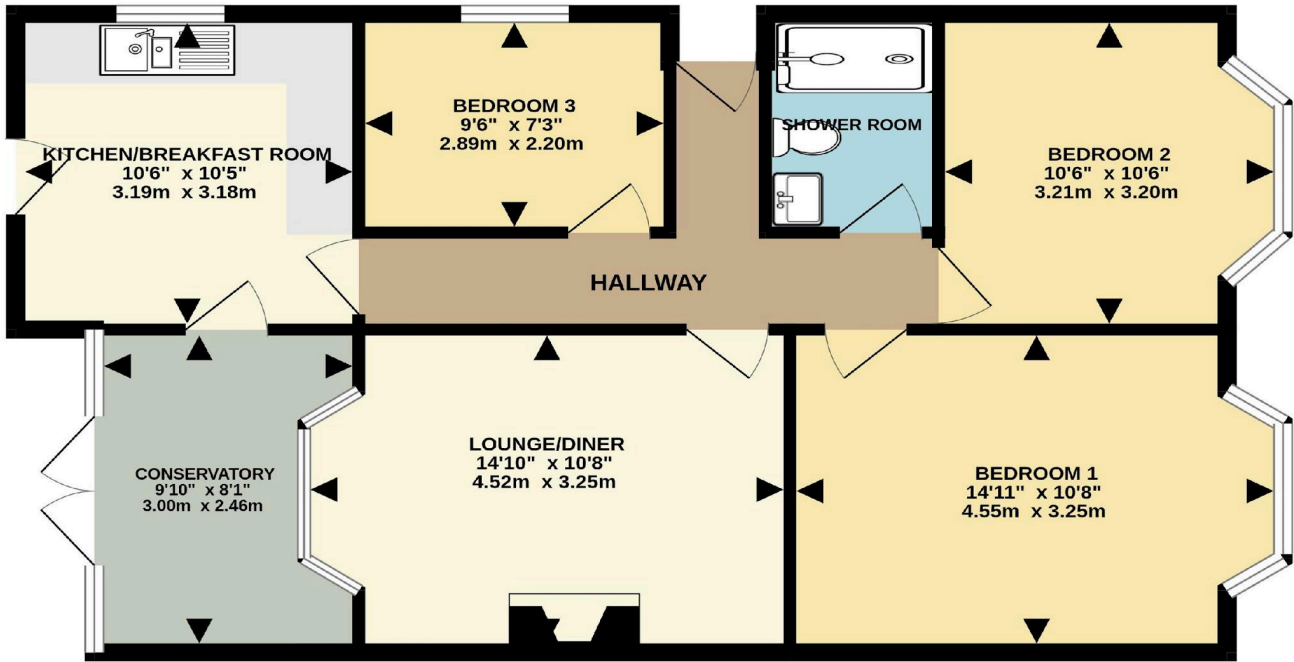 KITCHEN/BREAKFAST ROOM
10'6" x 10'5"
3.19m x 3.18m
BEDROOM 3
9'6" x 7'3"
2.89m x 2.20m
SHOWER ROOM
BEDROOM 2
10'6" x 10'6"
3.21m x 3.20m
HALLWAY
CONSERVATORY
9'10" x 8'1"
3.00m x 2.46m
LOUNGE/DINER
14'10" x 10'8"
4.52m x 3.25m
BEDROOM 1
14'11" x 10'8"
4.55m x 3.25m